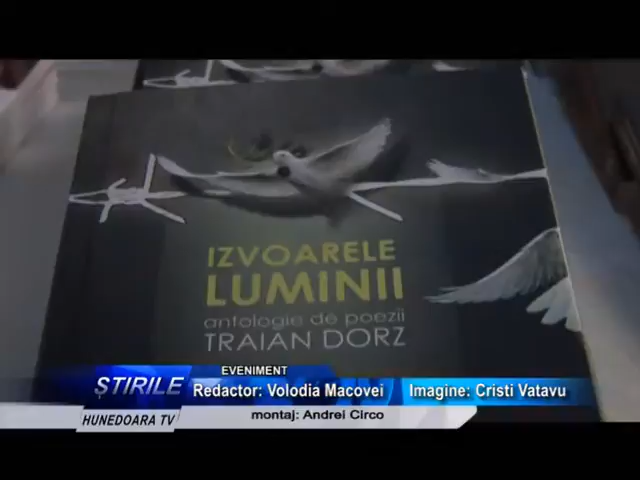 IZVOARELE
LUMINII
antologie de poezii
TRAIAN DORZ
EVENIMENT
ȘTIRILE
Redactor: Volodia Macovei
Imagine: Cristi Vatavu
HUNEDOARA TV
montaj: Andrei Circo